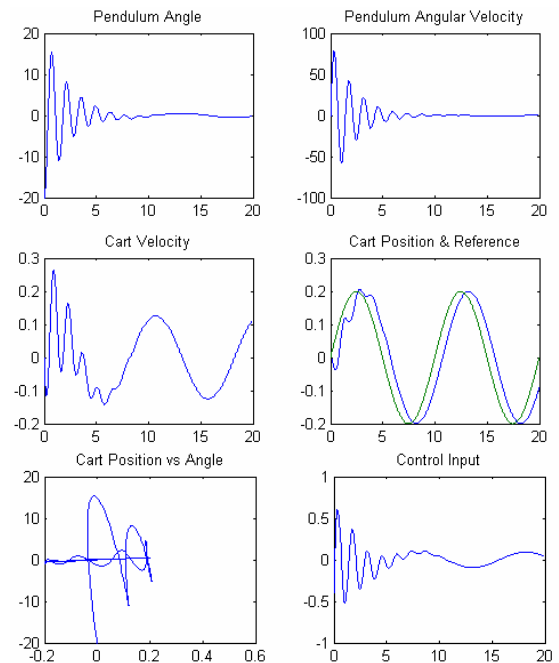 Pendulum Angle
20
10
0
-10
-20
0 5 10 15 20
Pendulum Angular Velocity
100
50
0
-50
-100
0 5 10 15 20
Cart Velocity
0.3
0.2
0.1
0
-0.1
-0.2
0 5 10 15 20
Cart Position & Reference
0.3
0.2
0.1
0
-0.1
-0.2
0 5 10 15 20
Cart Position vs Angle
20
10
0
-10
-20
-0.2 0 0.2 0.4 0.6
Control Input
1
0.5
0
-0.5
-1
0 5 10 15 20